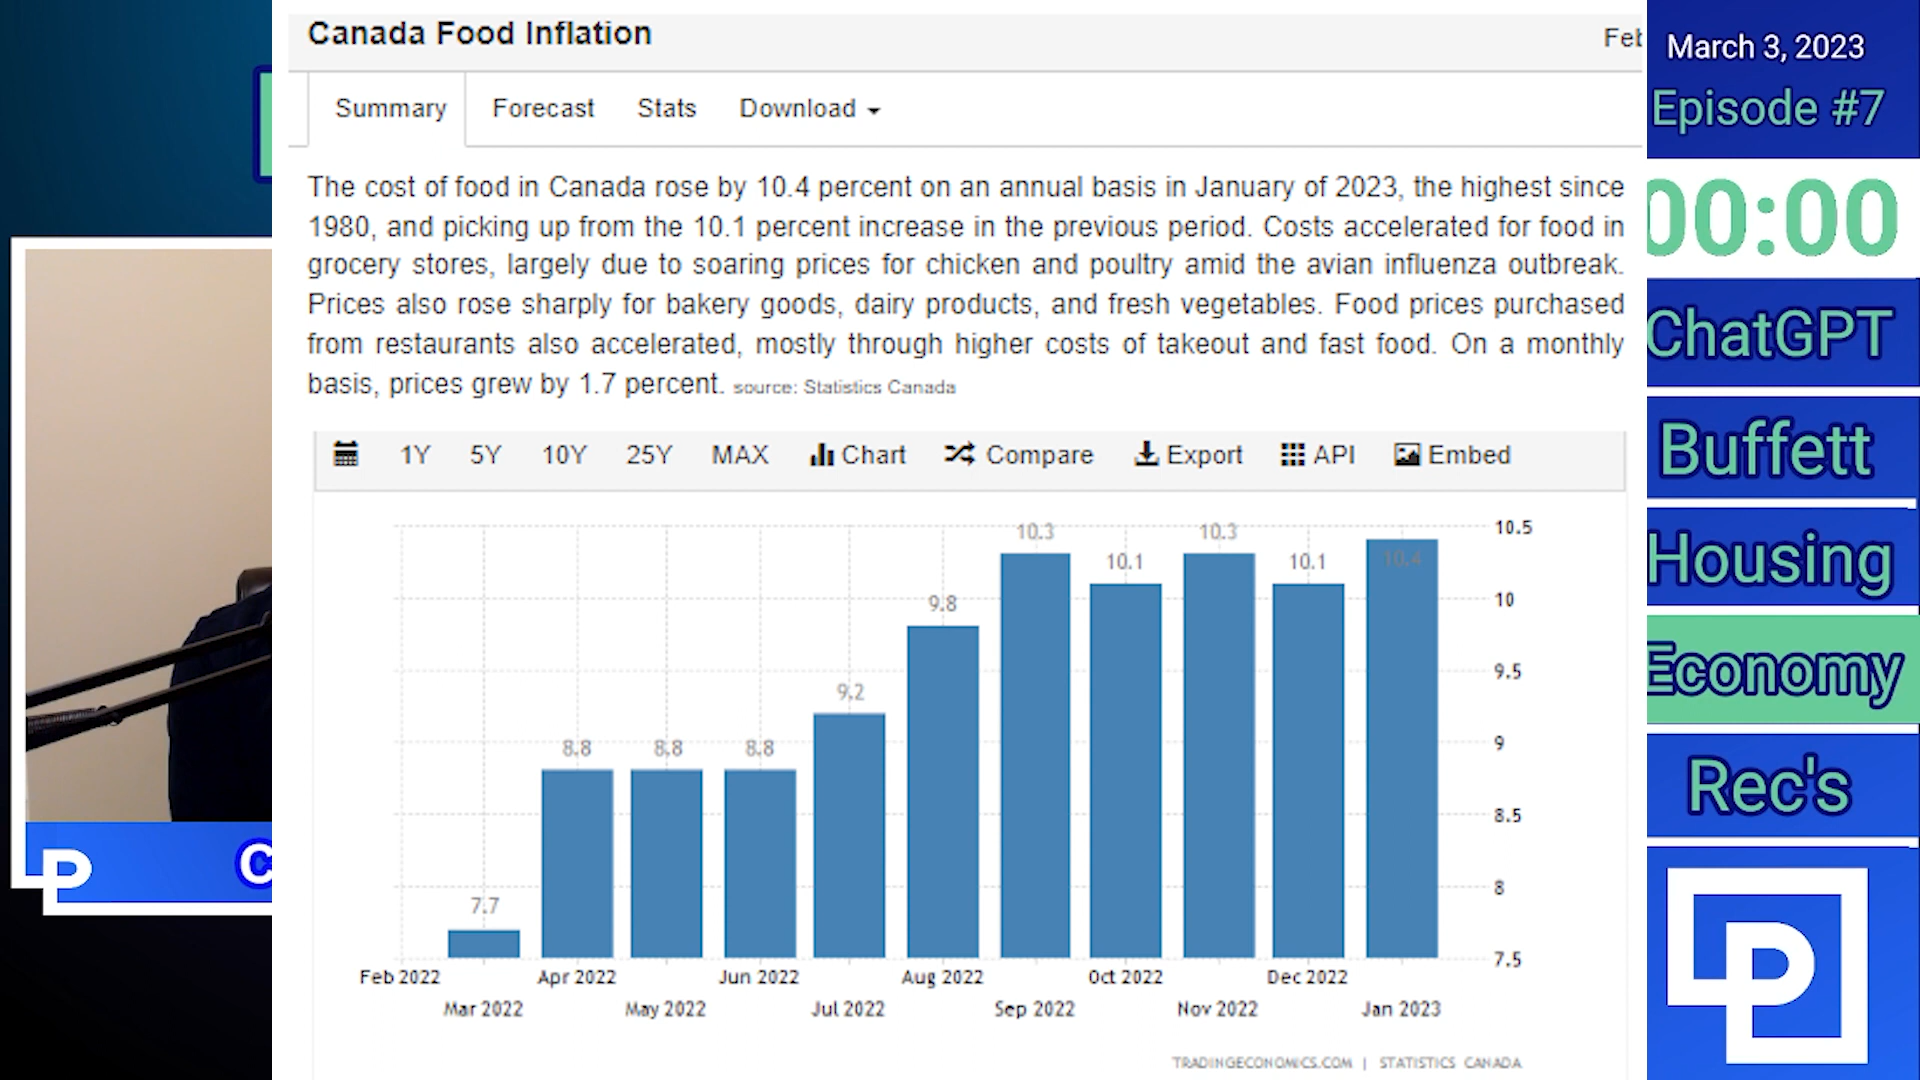 Canada Food Inflation
Feb
March 3, 2023
Episode #7
00:00
ChatGPT
Buffett
Housing
Economy
Rec's
Summary Forecast Stats Download
The cost of food in Canada rose by 10.4 percent on an annual basis in January of 2023, the highest since
1980, and picking up from the 10.1 percent increase in the previous period. Costs accelerated for food in
grocery stores, largely due to soaring prices for chicken and poultry amid the avian influenza outbreak.
Prices also rose sharply for bakery goods, dairy products, and fresh vegetables. Food prices purchased
from restaurants also accelerated, mostly through higher costs of takeout and fast food. On a monthly
basis, prices grew by 1.7 percent. source: Statistics Canada
1Y 5Y 10Y 25Y MAX Chart Compare Export API Embed
7.7
8.8
8.8
8.8
9.2
9.8
10.3
10.1
10.3
10.1
10.4
10.5
10
9.5
9
8.5
8
7.5
Feb 2022 Apr 2022 Jun 2022 Aug 2022 Oct 2022 Dec 2022
Mar 2022 May 2022 Jul 2022 Sep 2022 Nov 2022 Jan 2023
TRADINGECONOMICS.COM | STATISTICS CANADA
P C
P